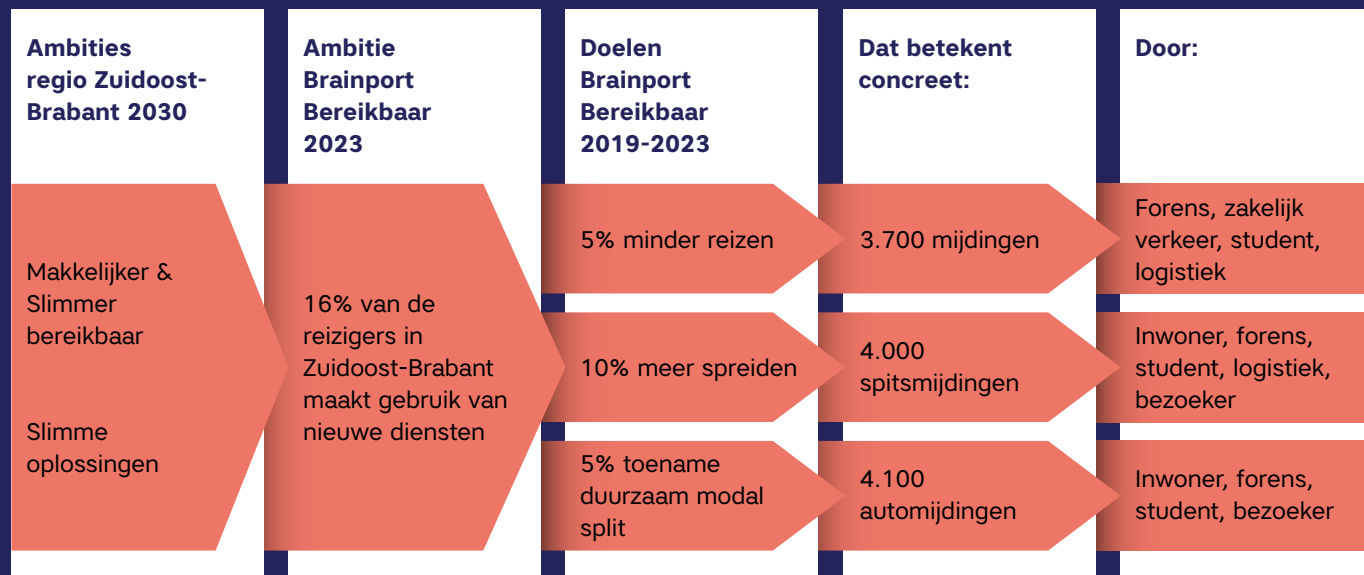 Ambities
regio Zuidoost-
Brabant 2030
Makkelijker &
Slimmer
bereikbaar
Slimme
oplossingen
Ambitie
Brainport
Bereikbaar
2023
16% van de
reizigers in
Zuidoost-Brabant
maakt gebruik van
nieuwe diensten
Doelen
Brainport
Bereikbaar
2019-2023
5% minder reizen
10% meer spreiden
5% toename
duurzaam modal
split
Dat betekent
concreet:
3.700 mijdingen
4.000
spitsmijdingen
4.100
automijdingen
Door:
Forens, zakelijk
verkeer, student,
logistiek
Inwoner, forens,
student, logistiek,
bezoeker
Inwoner, forens,
student, bezoeker